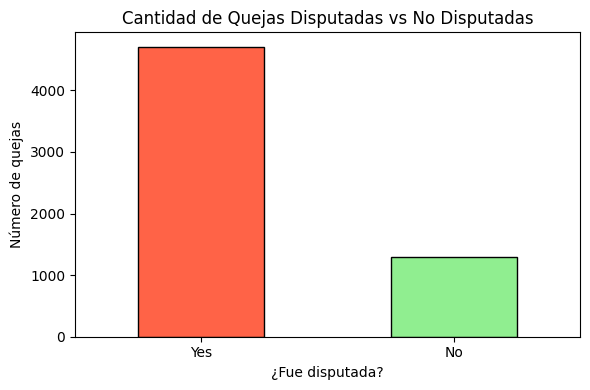 Cantidad de Quejas Disputadas vs No Disputadas
Número de quejas
4000
3000
2000
1000
0
Yes
No
¿Fue disputada?